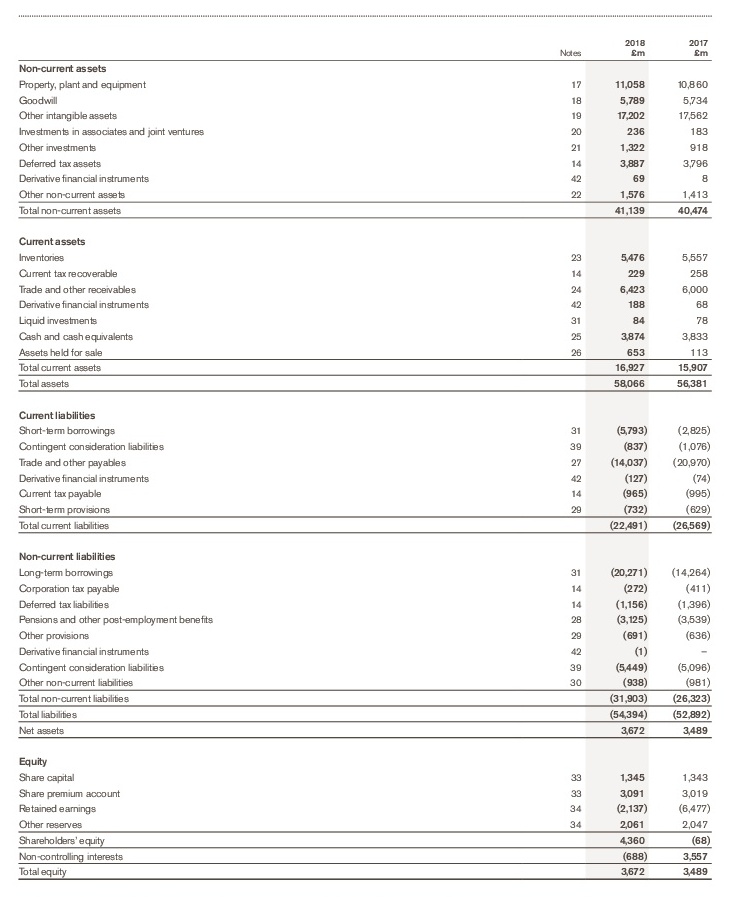 2018 2017
Notes £m £m
Non-current assets
Property, plant and equipment 17 11,058 10,860
Goodwill 18 5,789 5,734
Other intangible assets 19 17,202 17,562
Investments in associates and joint ventures 20 236 183
Other investments 21 1,322 918
Deferred tax assets 14 3,887 3,796
Derivative financial instruments 42 69 8
Other non-current assets 22 1,576 1,413
Total non-current assets 41,139 40,474
Current assets
Inventories 23 5,476 5,557
Current tax recoverable 14 229 258
Trade and other receivables 24 6,423 6,000
Derivative financial instruments 42 188 68
Liquid investments 31 84 78
Cash and cash equivalents 25 3,874 3,833
Assets held for sale 26 653 113
Total current assets 16,927 15,907
Total assets 58,066 56,381
Current liabilities
Short-term borrowings 31 (5,793) (2,825)
Contingent consideration liabilities 39 (837) (1,076)
Trade and other payables 27 (14,037) (20,970)
Derivative financial instruments 42 (127) (74)
Current tax payable 14 (965) (995)
Short-term provisions 29 (732) (629)
Total current liabilities (22,491) (26,569)
Non-current liabilities
Long-term borrowings 31 (20,271) (14,264)
Corporation tax payable 14 (272) (411)
Deferred tax liabilities 14 (1,156) (1,396)
Pensions and other post-employment benefits 28 (3,125) (3,539)
Other provisions 29 (691) (636)
Derivative financial instruments 42 (1) –
Contingent consideration liabilities 39 (5,449) (5,096)
Other non-current liabilities 30 (938) (981)
Total non-current liabilities (31,903) (26,323)
Total liabilities (54,394) (52,892)
Net assets 3,672 3,489
Equity
Share capital 33 1,345 1,343
Share premium account 33 3,091 3,019
Retained earnings 34 (2,137) (6,477)
Other reserves 34 2,061 2,047
Shareholders' equity 4,360 (68)
Non-controlling interests (688) 3,557
Total equity 3,672 3,489